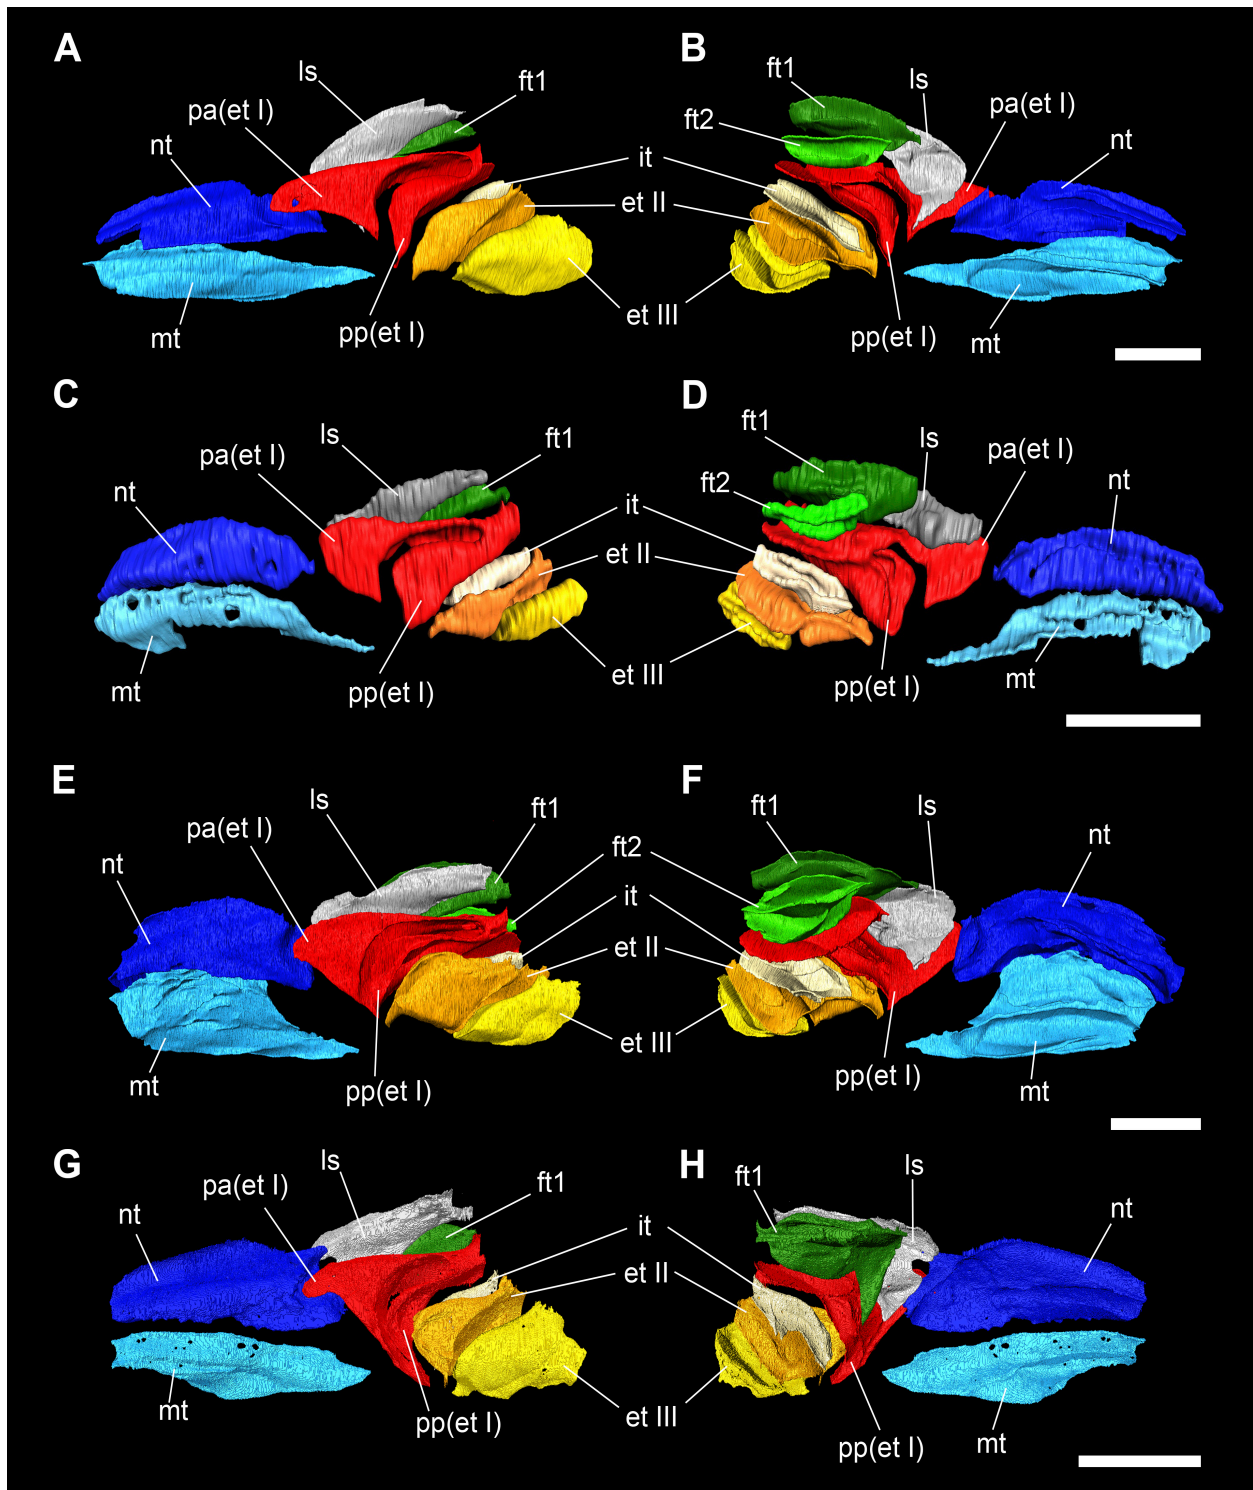 A
B
ls
ft1
ft1
ls
pa(et I)
pa(et I)
nt
ft2
nt
it
et II
et III
mt
pp(et I)
pp(et I)
mt
C
D
ls
ft1
ft1
ls
pa(et I)
pa(et I)
nt
ft2
nt
it
et II
et III
mt
pp(et I)
pp(et I)
mt
E
F
ls
ft1
ft1
ls
pa(et I)
nt
ft2
nt
it
et II
et III
mt
pp(et I)
pp(et I)
mt
G
H
ls
ft1
ft1
ls
pa(et I)
nt
nt
it
et II
et III
mt
pp(et I)
pp(et I)
mt